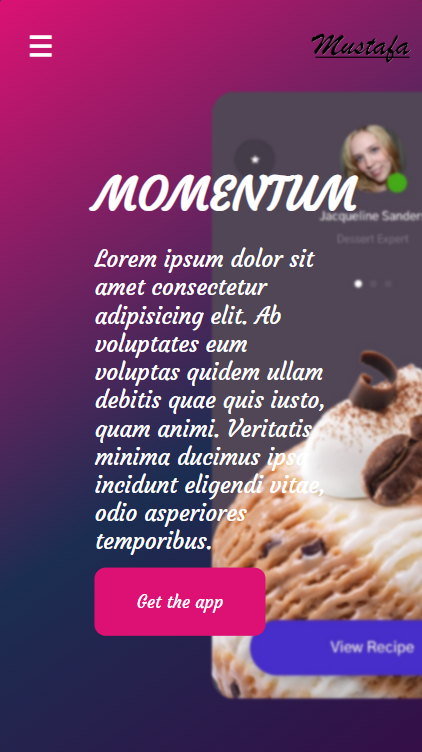 Mustafa
MOMENTUM
Jacqueline Sander
Dessert Expert
Lorem ipsum dolor sit
amet consectetur
adipisicing elit. Ab
voluptates eum
voluptas quidem ullam
debitis quae quis iusto,
quam animi. Veritatis
minima ducimus ipsa
incidunt eligendi vitae,
odio asperiores
temporibus.
Get the app
View Recipe